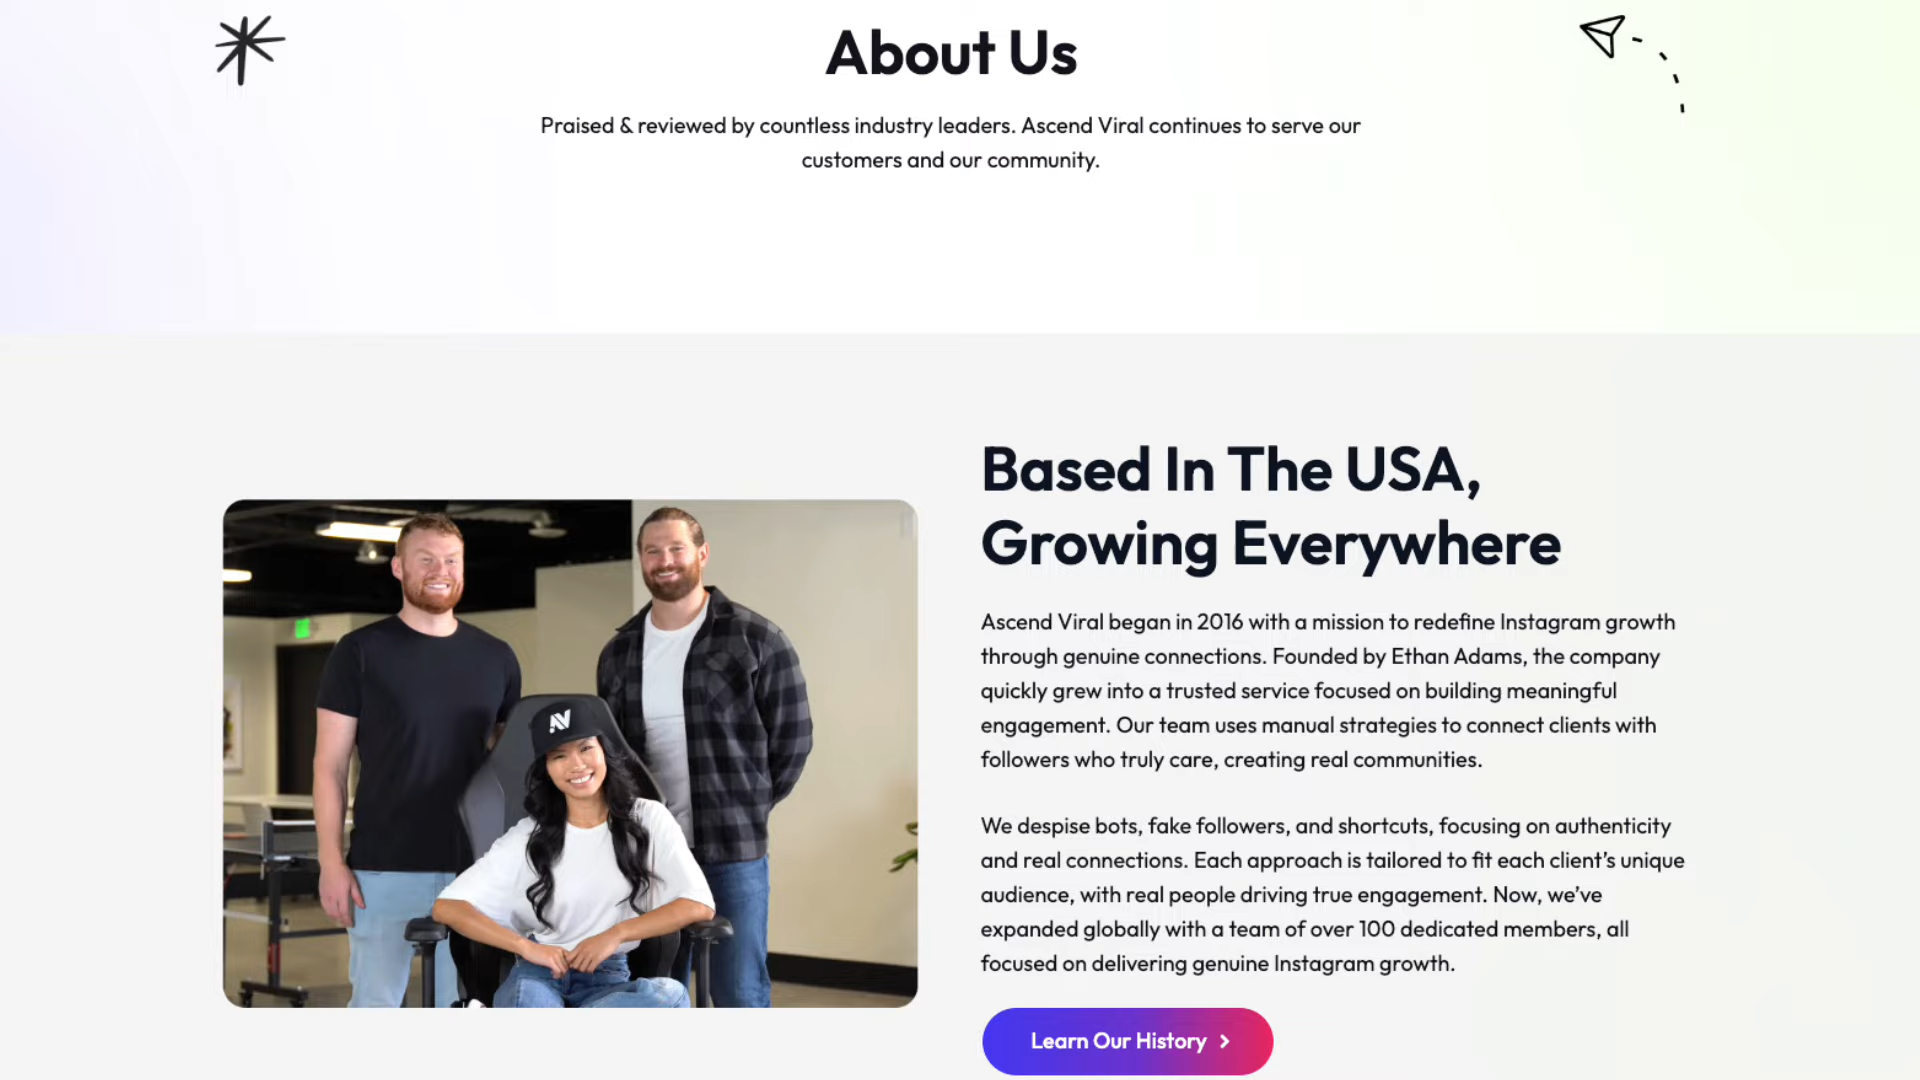 About Us
Praised & reviewed by countless industry leaders. Ascend Viral continues to serve our
customers and our community.
Based In The USA,
Growing Everywhere
Ascend Viral began in 2016 with a mission to redefine Instagram growth
through genuine connections. Founded by Ethan Adams, the company
quickly grew into a trusted service focused on building meaningful
engagement. Our team uses manual strategies to connect clients with
followers who truly care, creating real communities.
We despise bots, fake followers, and shortcuts, focusing on authenticity
and real connections. Each approach is tailored to fit each client’s unique
audience, with real people driving true engagement. Now, we’ve
expanded globally with a team of over 100 dedicated members, all
focused on delivering genuine Instagram growth.
Learn Our History
AV